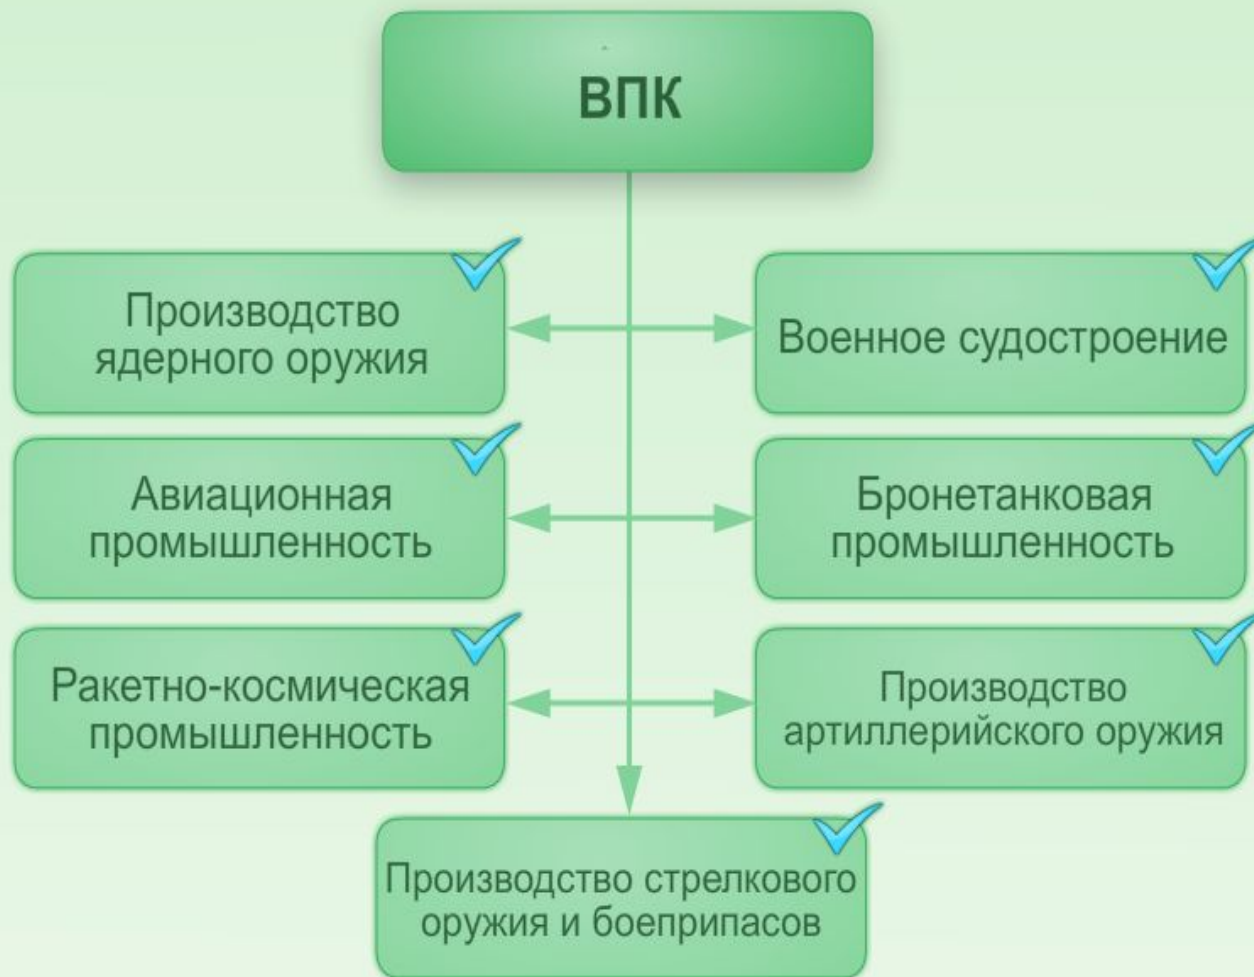 ВПК
Производство
ядерного оружия
Военное судостроение
Авиационная
промышленность
Бронетанковая
промышленность
Ракетно-космическая
промышленность
Производство
артиллерийского оружия
Производство стрелкового
оружия и боеприпасов